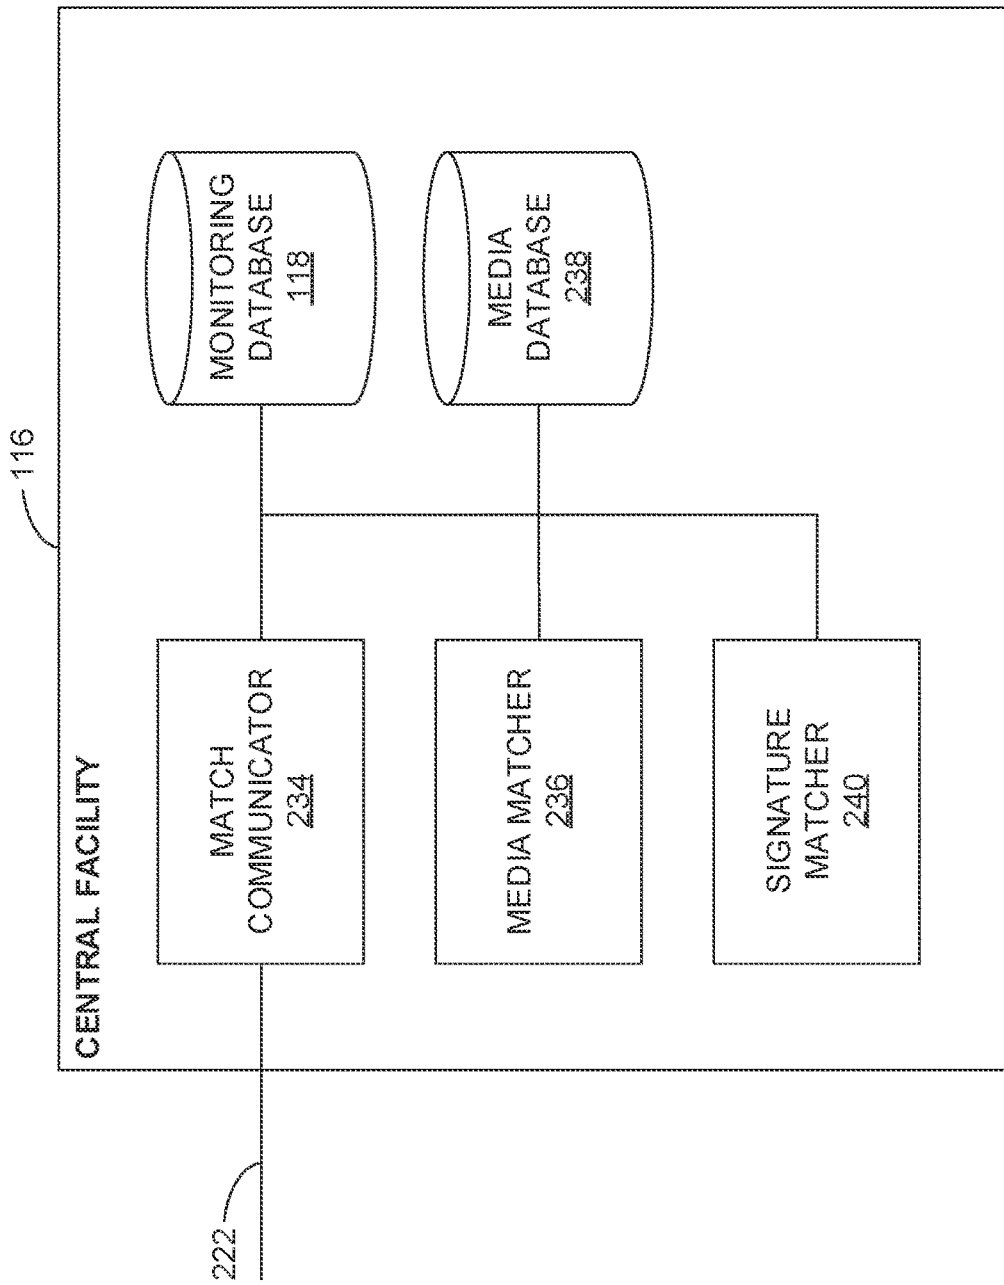 116
222
CENTRAL FACILITY
MATCH
COMMUNICATOR
234
MONITORING
DATABASE
118
MEDIA MATCHER
236
MEDIA
DATABASE
238
SIGNATURE
MATCHER
240